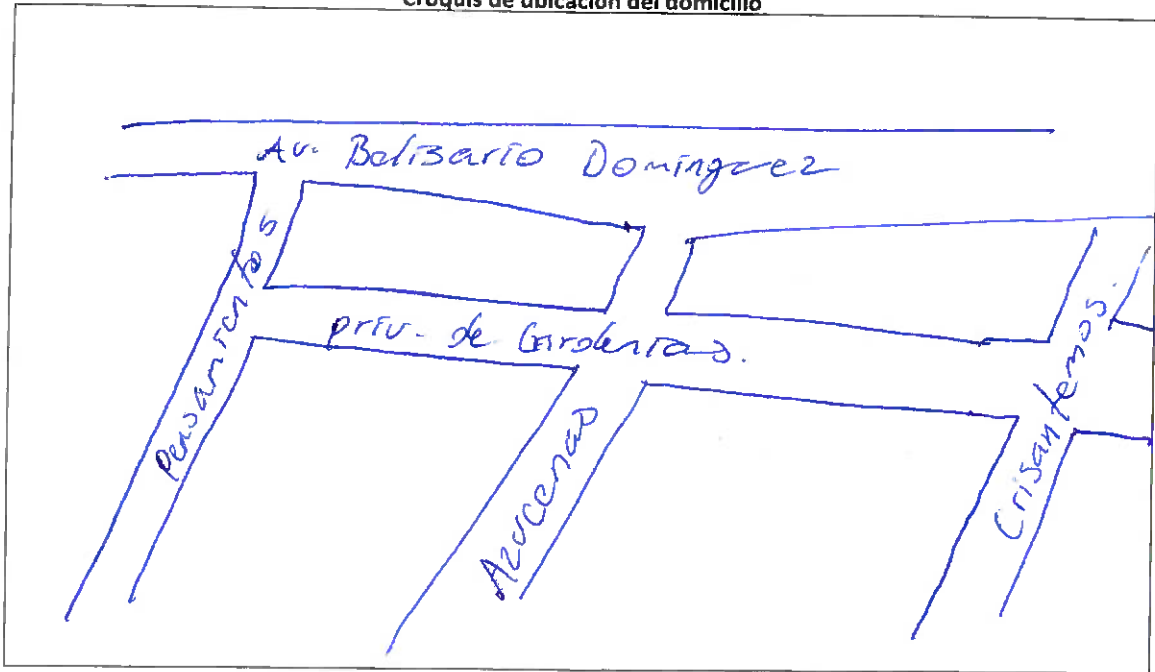 Croquis de ubicación del domicilio
Av. Belisario Dominguez
Pensamientos
priv. de Gardenias.
Azucenas
Crisantemos.